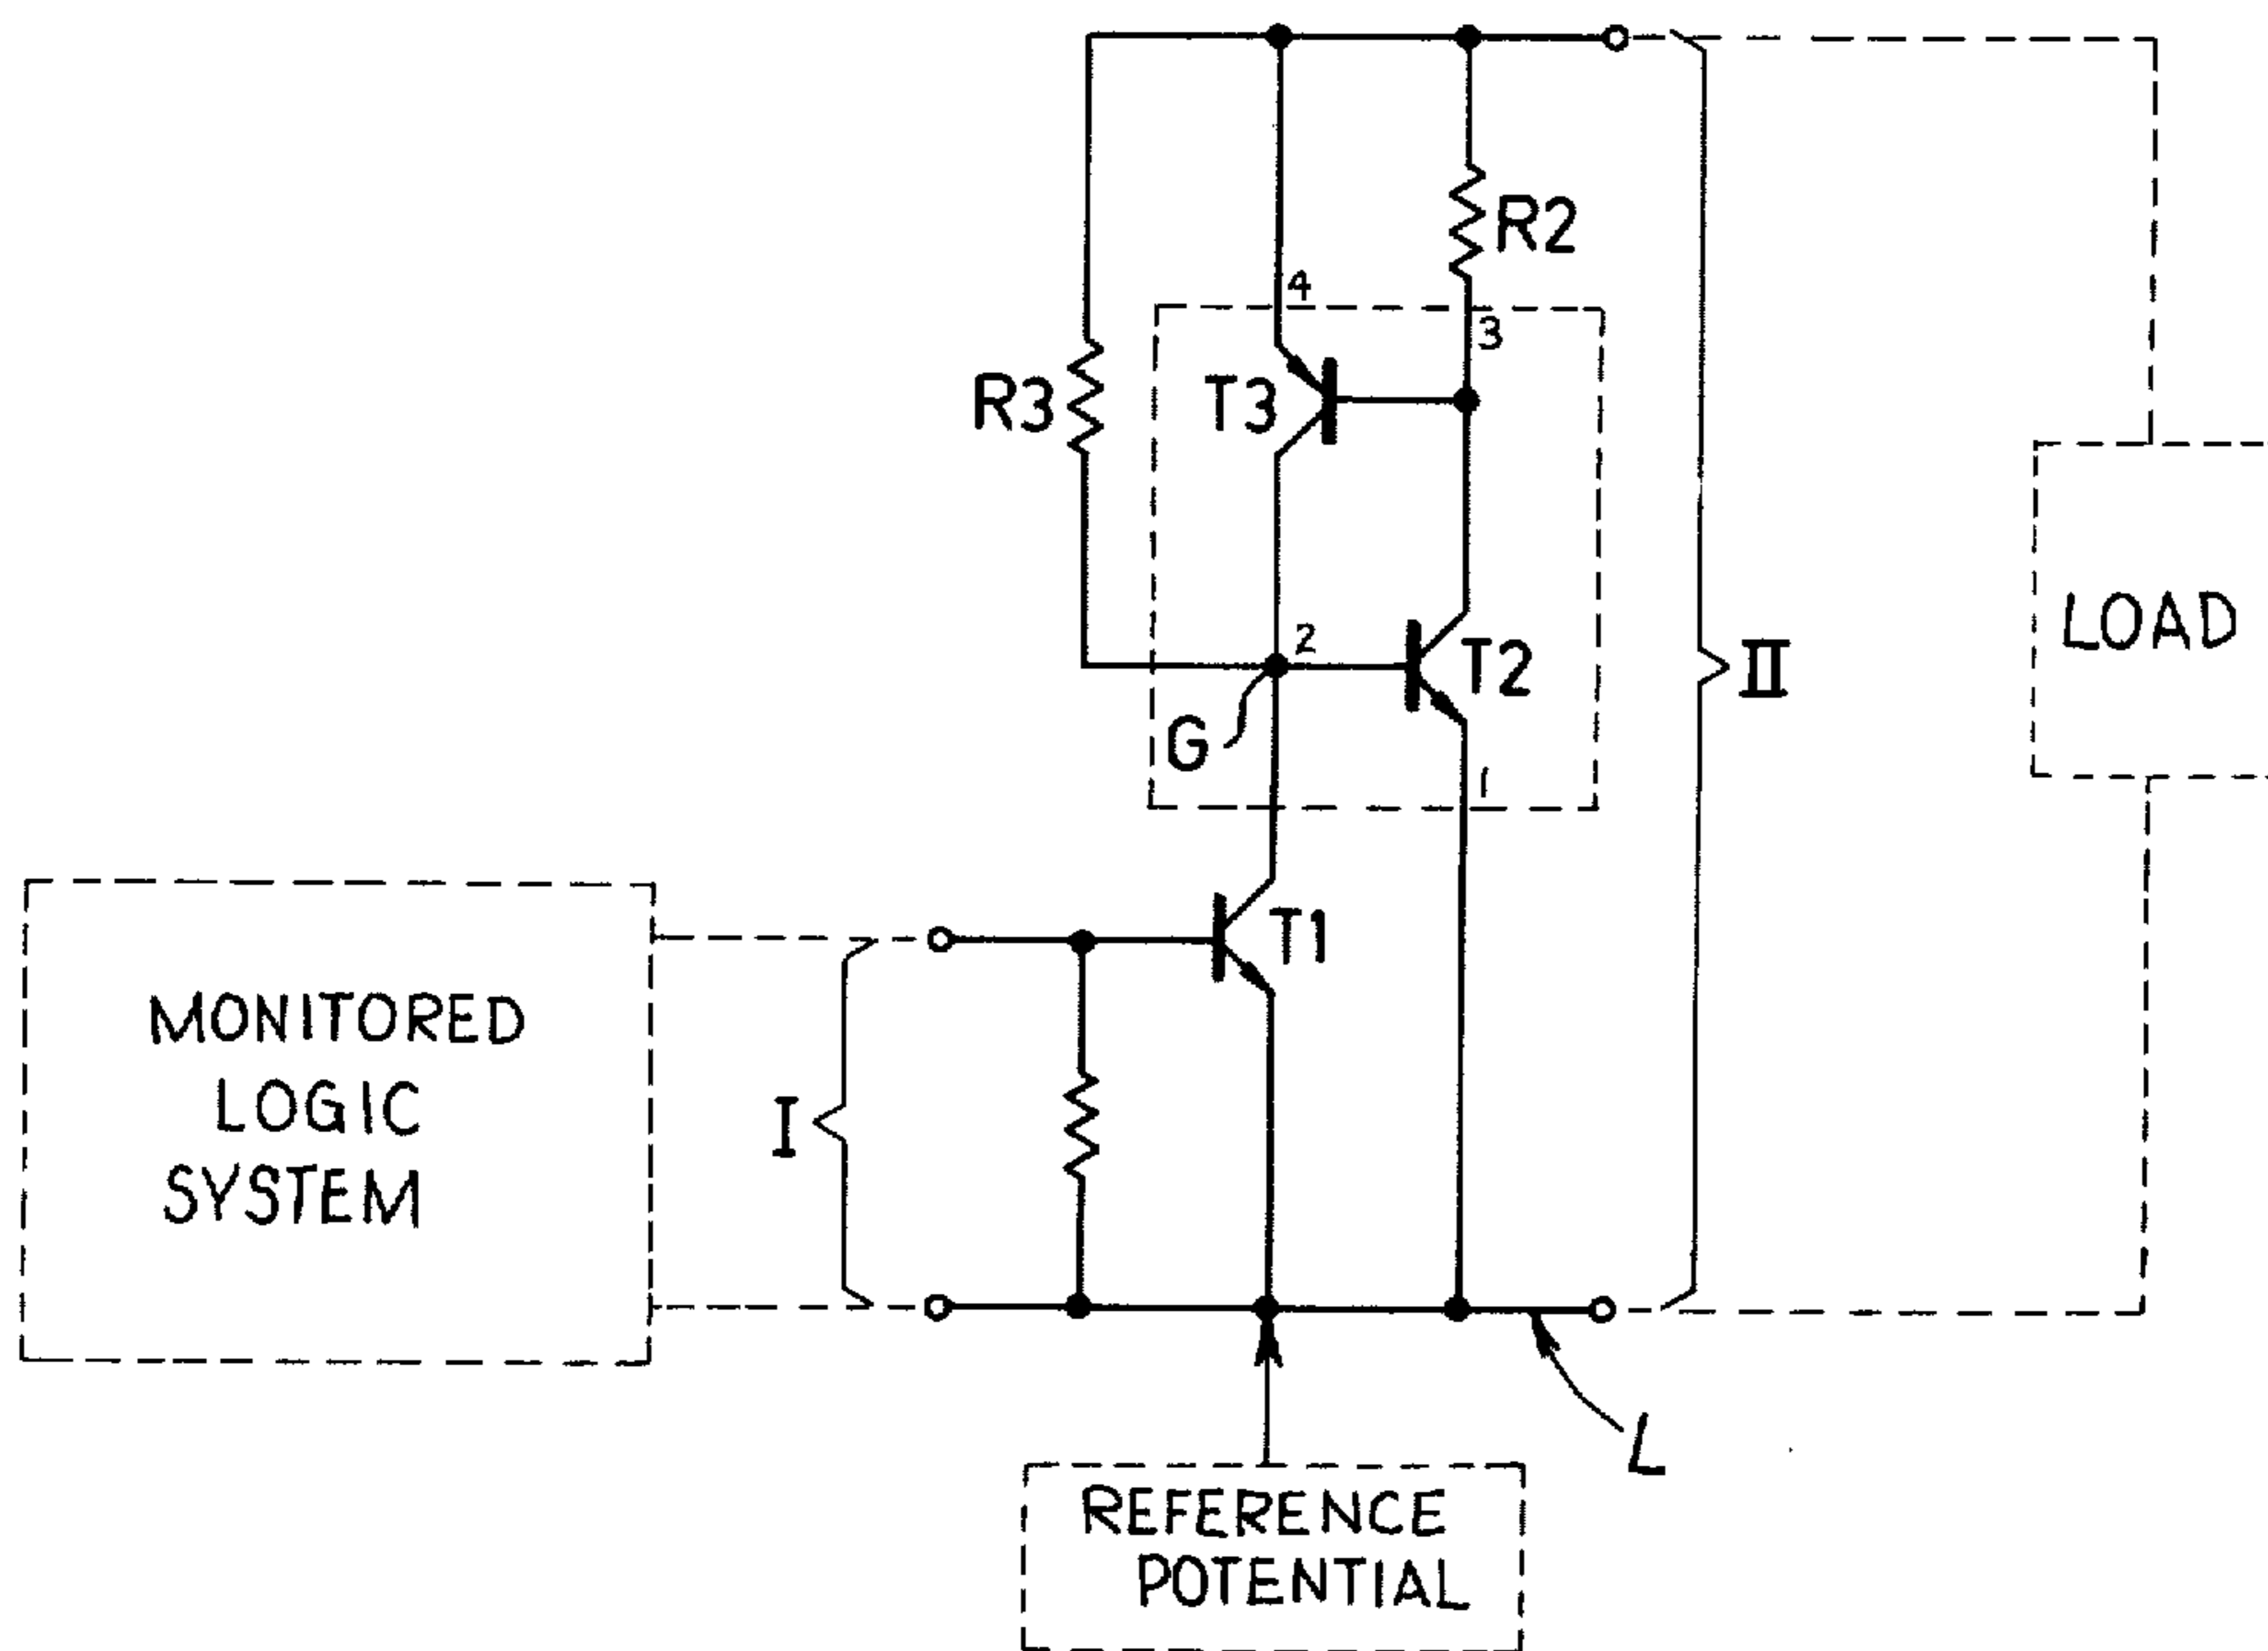 R2
4
3
R3
T3
2
T2
II
LOAD
G
1
T1
MONITORED
LOGIC
SYSTEM
I
L
REFERENCE
POTENTIAL